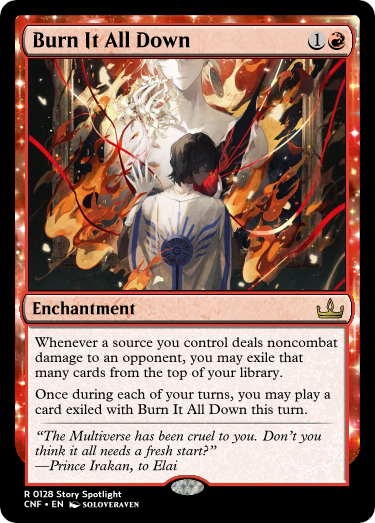 Burn It All Down 1
Enchantment
Whenever a source you control deals noncombat
damage to an opponent, you may exile that
many cards from the top of your library.
Once during each of your turns, you may play a
card exiled with Burn It All Down this turn.
“The Multiverse has been cruel to you. Don’t you
think it all needs a fresh start?”
—Prince Irakan, to Elai
R 0128 Story Spotlight
CNF • EN SOLOVERAVEN